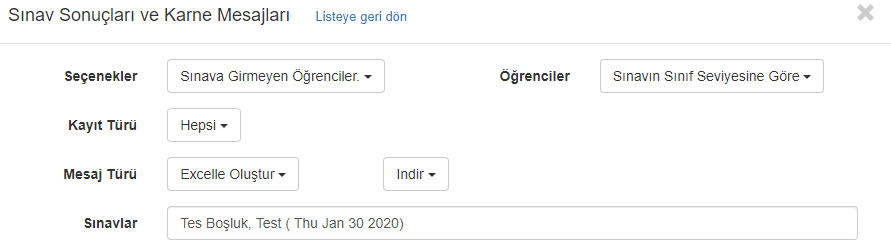 Sınav Sonuçları ve Karne Mesajları Listeye geri dön
Seçenekler Sınava Girmeyen Öğrenciler. Öğrenciler Sınavın Sınıf Seviyesine Göre
Kayıt Türü Hepsi
Mesaj Türü Excelle Oluştur Indir
Sınavlar Tes Boşluk, Test ( Thu Jan 30 2020)